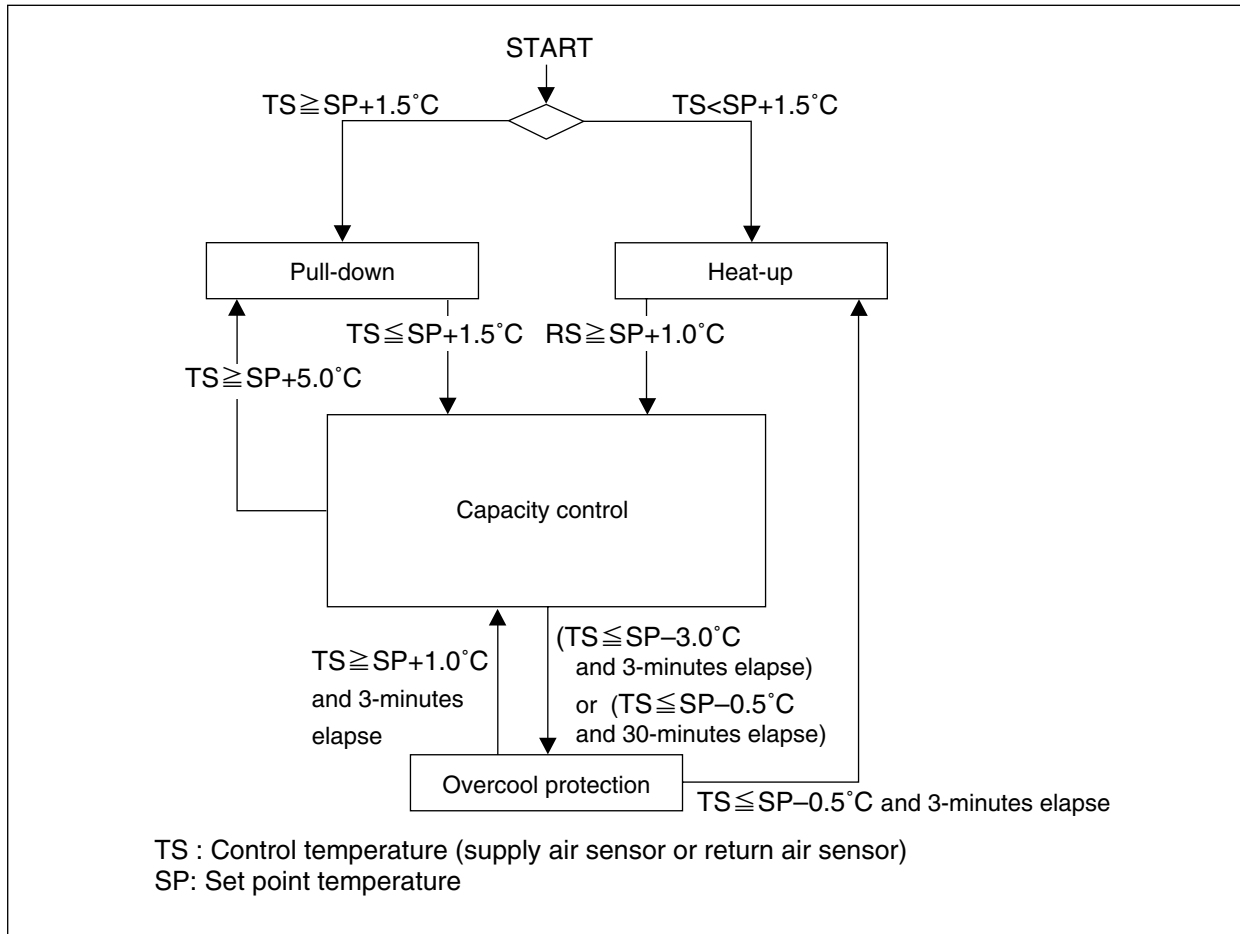 START
TS≧SP+1.5˚C
TS<SP+1.5˚C
Pull-down
Heat-up
TS≦SP+1.5˚C
RS≧SP+1.0˚C
TS≧SP+5.0˚C
Capacity control
TS≧SP+1.0˚C
and 3-minutes
elapse
(TS≦SP–3.0˚C
and 3-minutes elapse)
or (TS≦SP–0.5˚C
and 30-minutes elapse)
Overcool protection
TS≦SP–0.5˚C and 3-minutes elapse
TS : Control temperature (supply air sensor or return air sensor)
SP: Set point temperature